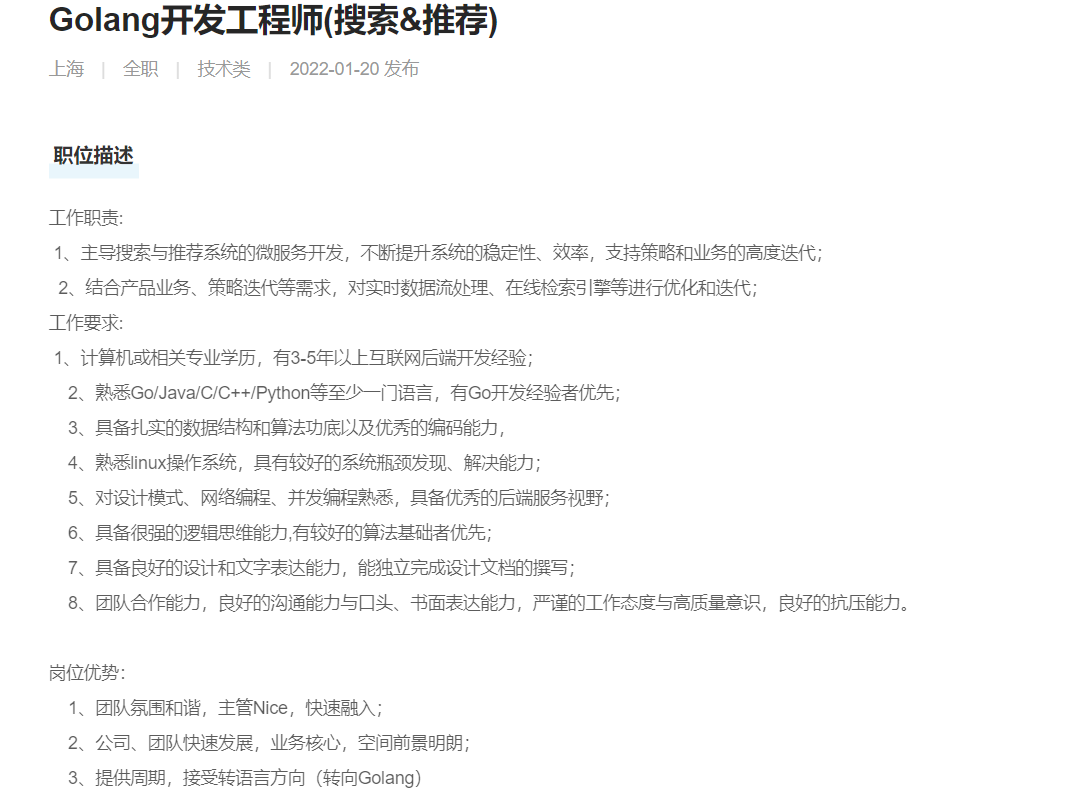 Golang开发工程师(搜索&推荐)
上海 | 全职 | 技术类 | 2022-01-20 发布
职位描述
工作职责:
1、主导搜索与推荐系统的微服务开发，不断提升系统的稳定性、效率，支持策略和业务的高度迭代；
2、结合产品业务、策略迭代等需求，对实时数据流处理、在线检索引擎等进行优化和迭代；
工作要求:
1、计算机或相关专业学历，有3-5年以上互联网后端开发经验；
2、熟悉Go/Java/C/C++/Python等至少一门语言，有Go开发经验者优先；
3、具备扎实的数据结构和算法功底以及优秀的编码能力，
4、熟悉linux操作系统，具有较好的系统瓶颈发现、解决能力；
5、对设计模式、网络编程、并发编程熟悉，具备优秀的后端服务视野；
6、具备很强的逻辑思维能力,有较好的算法基础者优先；
7、具备良好的设计和文字表达能力，能独立完成设计文档的撰写；
8、团队合作能力，良好的沟通能力与口头、书面表达能力，严谨的工作态度与高质量意识，良好的抗压能力。
岗位优势：
1、团队氛围和谐，主管Nice，快速融入；
2、公司、团队快速发展，业务核心，空间前景明朗；
3、提供周期，接受转语言方向（转向Golang）